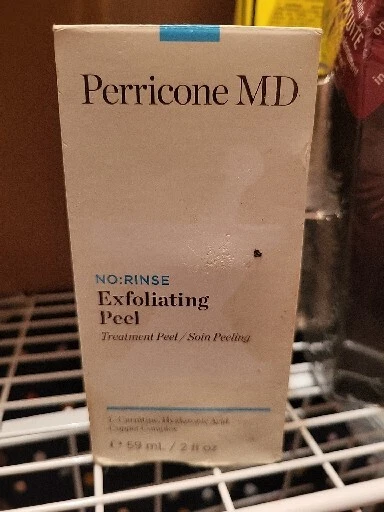 Perricone MD
NO:RINSE
Exfoliating
Peel
Treatment Peel / Soin Peeling
L-Carnitine, Hyaluronic Acid,
Copper Complex
59 mL / 2 fl oz